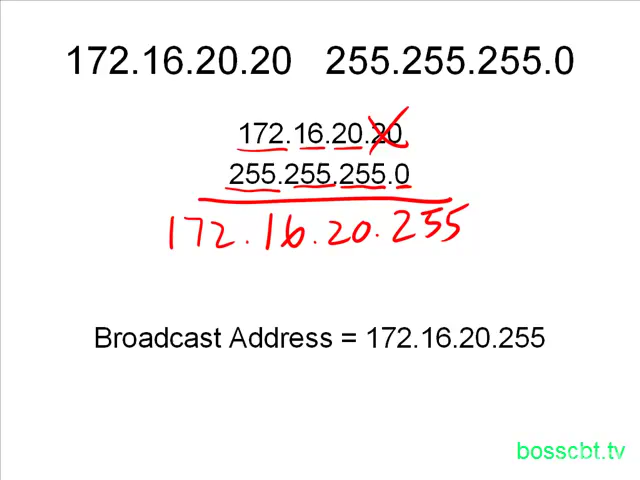 172.16.20.20 255.255.255.0
172.16.20.20
255.255.255.0
172.16.20.255
Broadcast Address = 172.16.20.255
bosscbt.tv